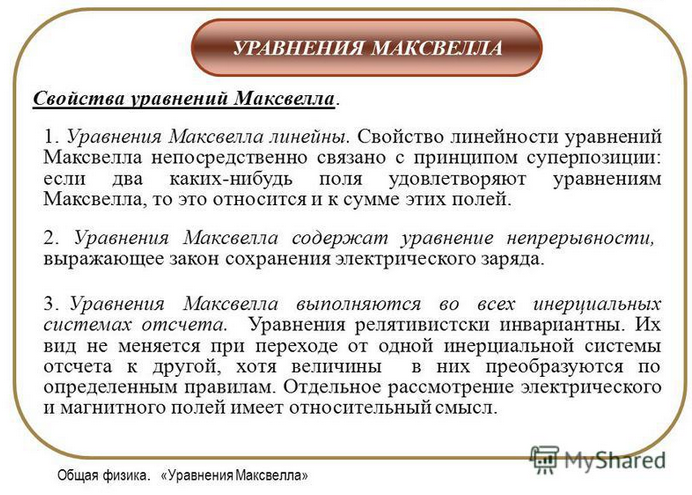 УРАВНЕНИЯ МАКСВЕЛЛА
Свойства уравнений Максвелла.
1. Уравнения Максвелла линейны. Свойство линейности уравнений
Максвелла непосредственно связано с принципом суперпозиции:
если два каких-нибудь поля удовлетворяют уравнениям
Максвелла, то это относится и к сумме этих полей.
2. Уравнения Максвелла содержат уравнение непрерывности,
выражающее закон сохранения электрического заряда.
3. Уравнения Максвелла выполняются во всех инерциальных
системах отсчета. Уравнения релятивистски инвариантны. Их
вид не меняется при переходе от одной инерциальной системы
отсчета к другой, хотя величины в них преобразуются по
определенным правилам. Отдельное рассмотрение электрического
и магнитного полей имеет относительный смысл.
Общая физика. «Уравнения Максвелла»
MyShared